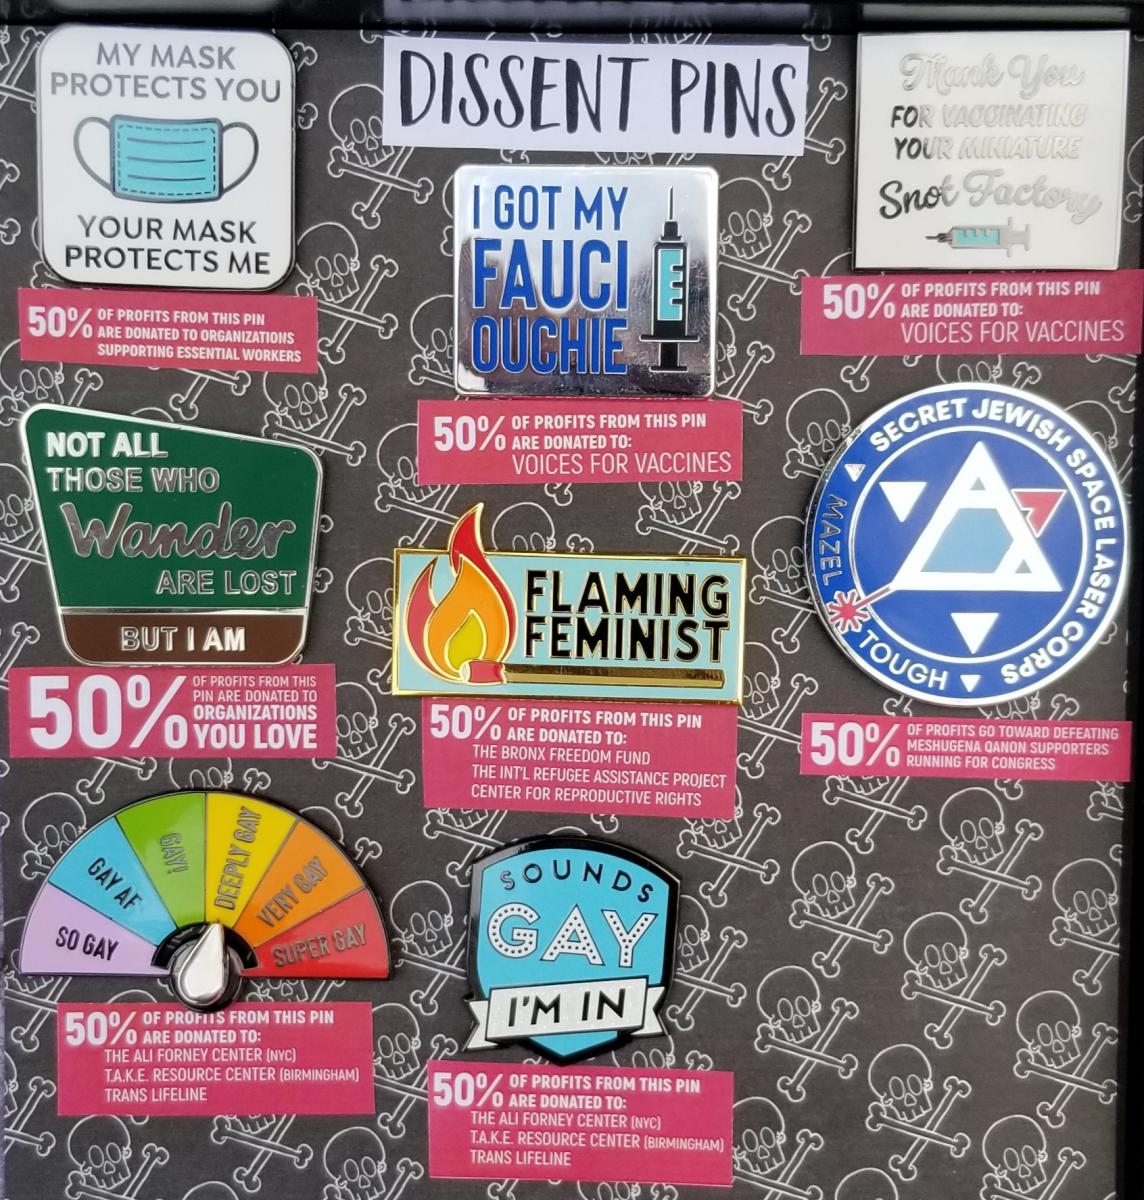 DISSENT PINS
MY MASK
PROTECTS YOU
YOUR MASK
PROTECTS ME
50% OF PROFITS FROM THIS PIN
ARE DONATED TO ORGANIZATIONS
SUPPORTING ESSENTIAL WORKERS
I GOT MY
FAUCI
OUCHIE
50% OF PROFITS FROM THIS PIN
ARE DONATED TO:
VOICES FOR VACCINES
Thank You
FOR VACCINATING
YOUR MINIATURE
Snot Factory
50% OF PROFITS FROM THIS PIN
ARE DONATED TO:
VOICES FOR VACCINES
NOT ALL
THOSE WHO
Wander
ARE LOST
BUT I AM
50% OF PROFITS FROM THIS
PIN ARE DONATED TO
ORGANIZATIONS
YOU LOVE
FLAMING
FEMINIST
50% OF PROFITS FROM THIS PIN
ARE DONATED TO:
THE BRONX FREEDOM FUND
THE INT'L REFUGEE ASSISTANCE PROJECT
CENTER FOR REPRODUCTIVE RIGHTS
SECRET JEWISH SPACE LASER CORPS
MAZEL TOUGH
50% OF PROFITS GO TOWARD DEFEATING
MESHUGENA QANON SUPPORTERS
RUNNING FOR CONGRESS
SO GAY
GAY AF
GAY!
DEEPLY GAY
VERY GAY
SUPER GAY
50% OF PROFITS FROM THIS PIN
ARE DONATED TO:
THE ALI FORNEY CENTER (NYC)
T.A.K.E. RESOURCE CENTER (BIRMINGHAM)
TRANS LIFELINE
SOUNDS
GAY
I'M IN
50% OF PROFITS FROM THIS PIN
ARE DONATED TO:
THE ALI FORNEY CENTER (NYC)
T.A.K.E. RESOURCE CENTER (BIRMINGHAM)
TRANS LIFELINE